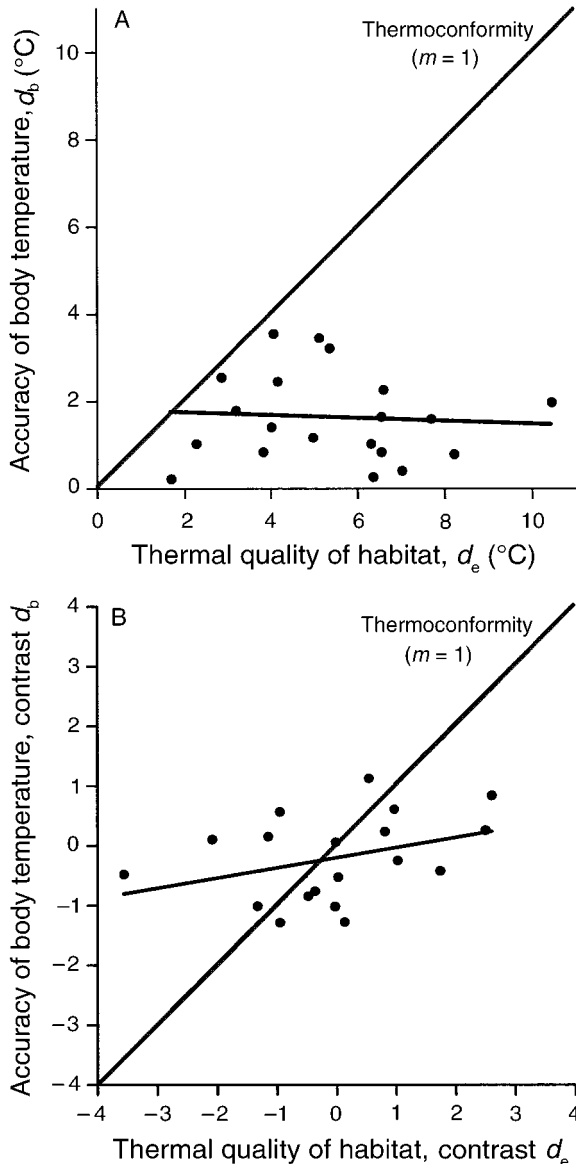 A
Thermoconformity
(m = 1)
Accuracy of body temperature, d_b (°C)
10
8
6
4
2
0
0 2 4 6 8 10
Thermal quality of habitat, d_e (°C)
B
Thermoconformity
(m = 1)
Accuracy of body temperature, contrast d_b
4
3
2
1
0
−1
−2
−3
−4
−4 −3 −2 −1 0 1 2 3 4
Thermal quality of habitat, contrast d_e